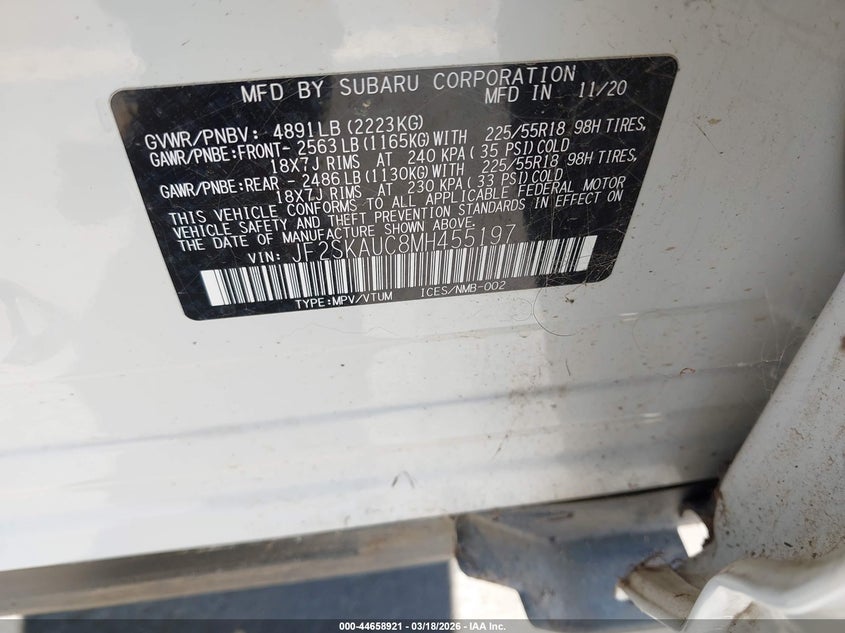 MFD BY SUBARU CORPORATION
MFD IN 11/20
GVWR/PNBV: 4891LB(2223KG)
GAWR/PNBE:FRONT- 2563LB(1165KG)WITH 225/55R18 98H TIRES,
18X7J RIMS AT 240 KPA(35 PSI)COLD
GAWR/PNBE:REAR -2486LB(1130KG)WITH 225/55R18 98H TIRES,
18X7J RIMS AT 230 KPA(33 PSI)COLD
THIS VEHICLE CONFORMS TO ALL APPLICABLE FEDERAL MOTOR
VEHICLE SAFETY AND THEFT PREVENTION STANDARDS IN EFFECT ON
THE DATE OF MANUFACTURE SHOWN ABOVE.
VIN: JF2SKAUC8MH455197
TYPE:MPV/VTUM ICES/NMB-002
000-44658921 | 03/18/2026 | IAA Inc.